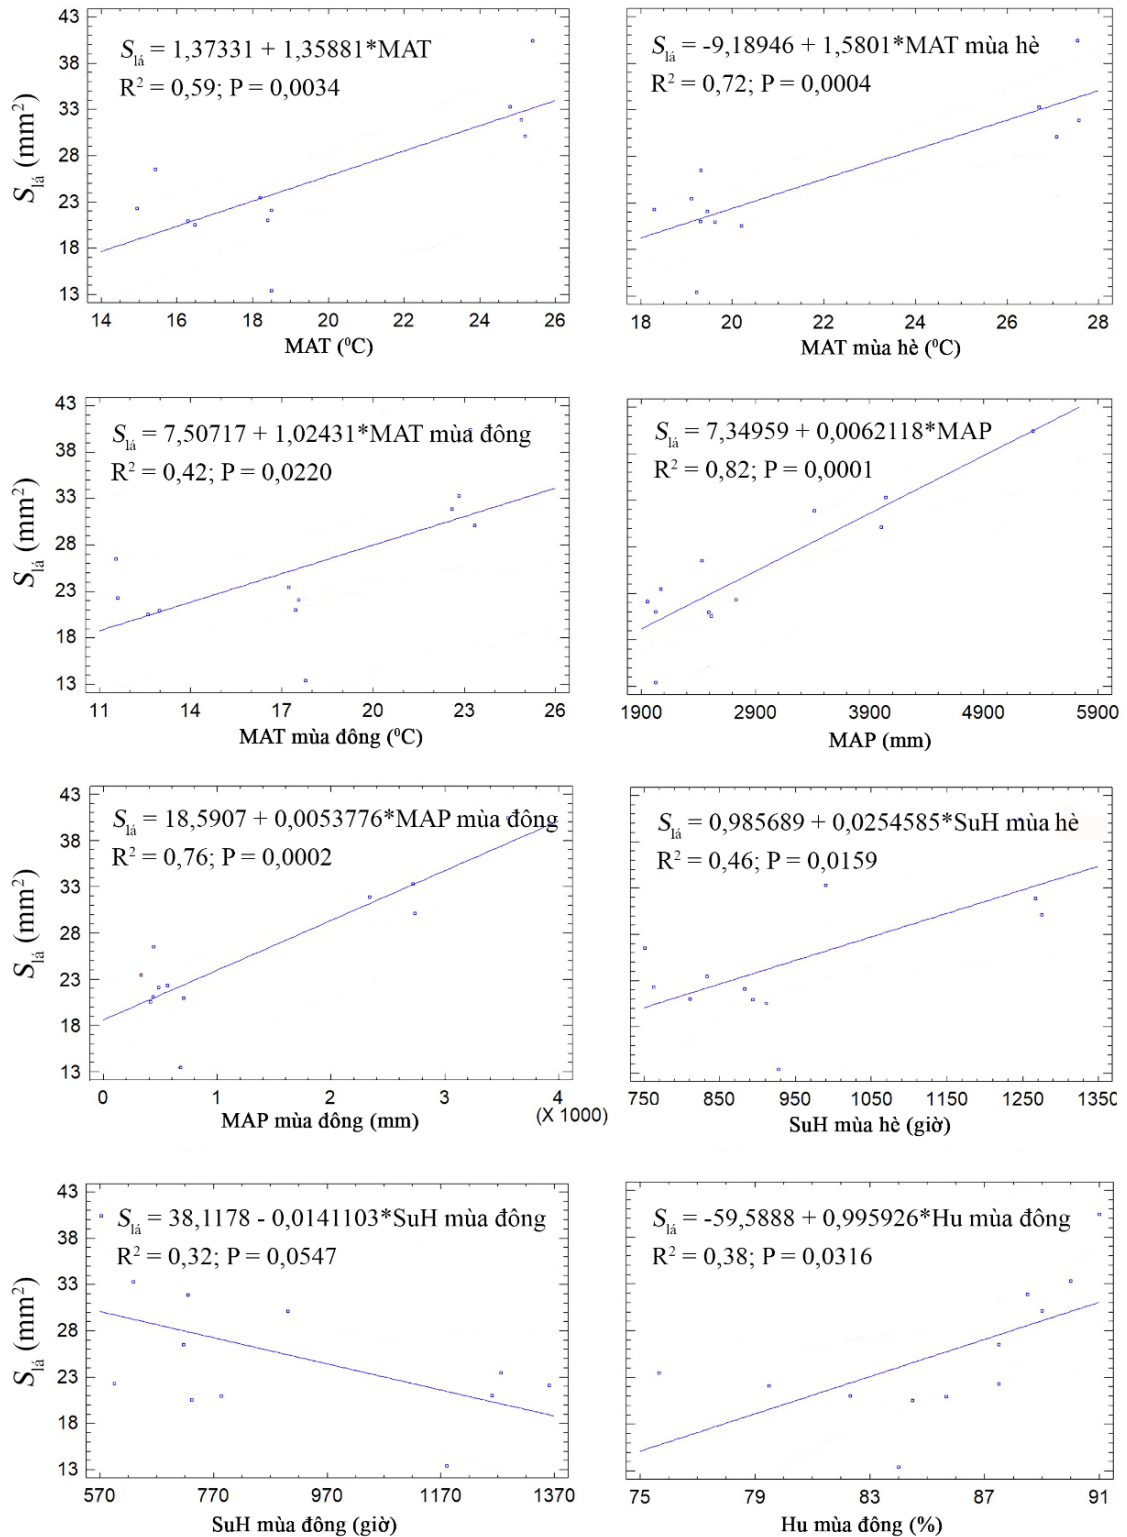 S_lá = 1,37331 + 1,35881*MAT
R² = 0,59; P = 0,0034
S_lá (mm²)
43
38
33
28
23
18
13
14 16 18 20 22 24 26
MAT (⁰C)
S_lá = -9,18946 + 1,5801*MAT mùa hè
R² = 0,72; P = 0,0004
18 20 22 24 26 28
MAT mùa hè (⁰C)
S_lá = 7,50717 + 1,02431*MAT mùa đông
R² = 0,42; P = 0,0220
S_lá (mm²)
43
38
33
28
23
18
13
11 14 17 20 23 26
MAT mùa đông (⁰C)
S_lá = 7,34959 + 0,0062118*MAP
R² = 0,82; P = 0,0001
1900 2900 3900 4900 5900
MAP (mm)
S_lá = 18,5907 + 0,0053776*MAP mùa đông
R² = 0,76; P = 0,0002
S_lá (mm²)
43
38
33
28
23
18
13
0 1 2 3 4
MAP mùa đông (mm)
(X 1000)
S_lá = 0,985689 + 0,0254585*SuH mùa hè
R² = 0,46; P = 0,0159
750 850 950 1050 1150 1250 1350
SuH mùa hè (giờ)
S_lá = 38,1178 - 0,0141103*SuH mùa đông
R² = 0,32; P = 0,0547
S_lá (mm²)
43
38
33
28
23
18
13
570 770 970 1170 1370
SuH mùa đông (giờ)
S_lá = -59,5888 + 0,995926*Hu mùa đông
R² = 0,38; P = 0,0316
75 79 83 87 91
Hu mùa đông (%)